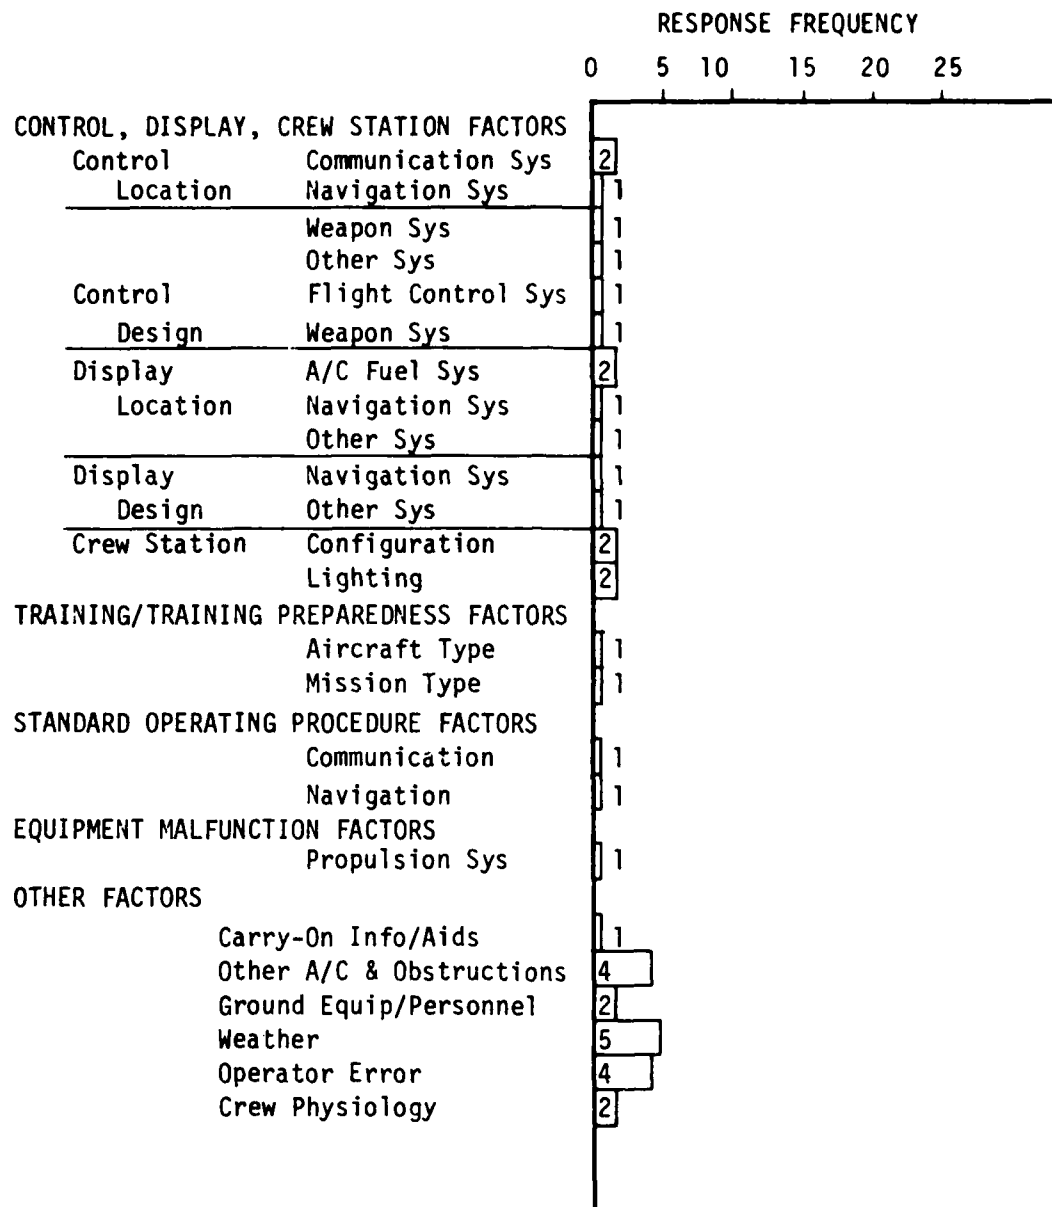 RESPONSE FREQUENCY
0 5 10 15 20 25
CONTROL, DISPLAY, CREW STATION FACTORS
Control Communication Sys 2
Location Navigation Sys 1
Weapon Sys 1
Other Sys 1
Control Flight Control Sys 1
Design Weapon Sys 1
Display A/C Fuel Sys 2
Location Navigation Sys 1
Other Sys 1
Display Navigation Sys 1
Design Other Sys 1
Crew Station Configuration 2
Lighting 2
TRAINING/TRAINING PREPAREDNESS FACTORS
Aircraft Type 1
Mission Type 1
STANDARD OPERATING PROCEDURE FACTORS
Communication 1
Navigation 1
EQUIPMENT MALFUNCTION FACTORS
Propulsion Sys 1
OTHER FACTORS
Carry-On Info/Aids 1
Other A/C & Obstructions 4
Ground Equip/Personnel 2
Weather 5
Operator Error 4
Crew Physiology 2